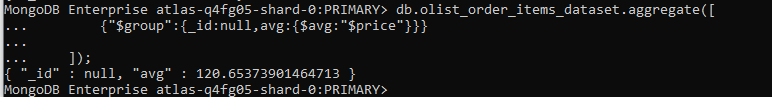 MongoDB Enterprise atlas-q4fg05-shard-0:PRIMARY> db.olist_order_items_dataset.aggregate([
...         {"$group":{_id:null,avg:{$avg:"$price"}}}
...
...     ]);
{ "_id" : null, "avg" : 120.65373901464713 }
MongoDB Enterprise atlas-q4fg05-shard-0:PRIMARY>